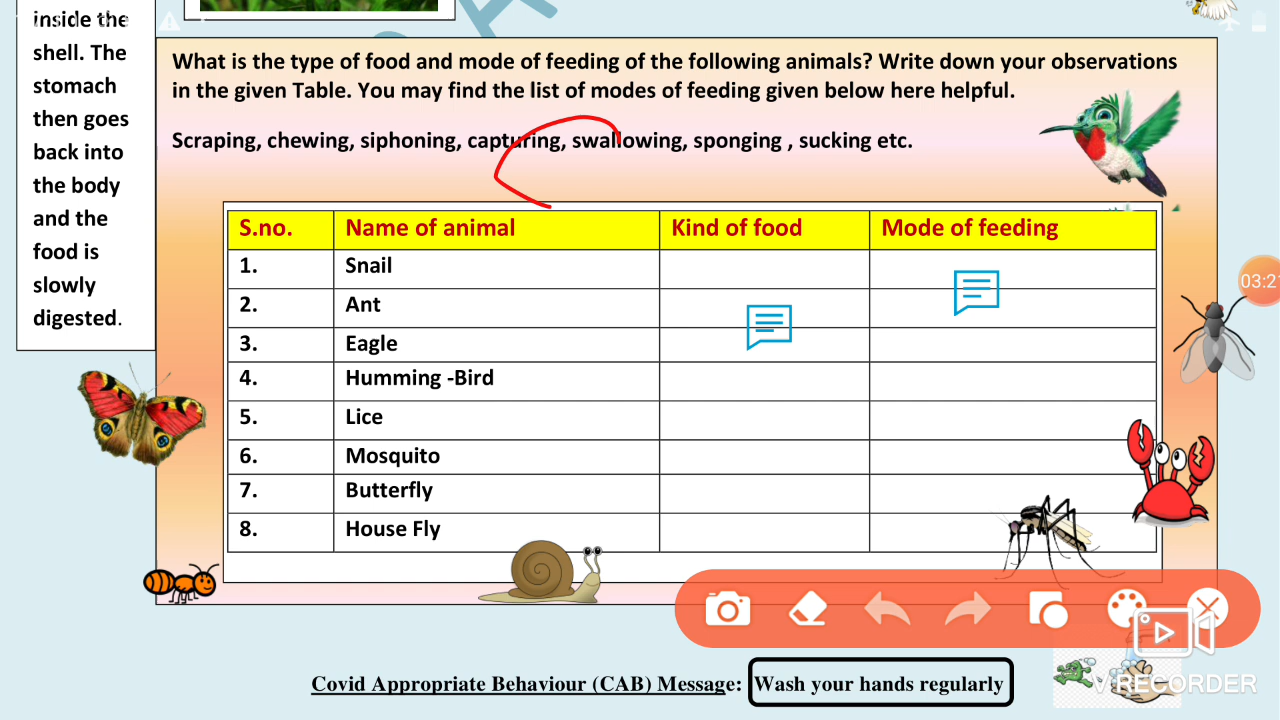 inside the
shell. The
stomach
then goes
back into
the body
and the
food is
slowly
digested.
What is the type of food and mode of feeding of the following animals? Write down your observations
in the given Table. You may find the list of modes of feeding given below here helpful.
Scraping, chewing, siphoning, capturing, swallowing, sponging , sucking etc.
S.no. Name of animal Kind of food Mode of feeding
1. Snail
2. Ant
3. Eagle
4. Humming -Bird
5. Lice
6. Mosquito
7. Butterfly
8. House Fly
03:21
Covid Appropriate Behaviour (CAB) Message: Wash your hands regularly
V RECORDER